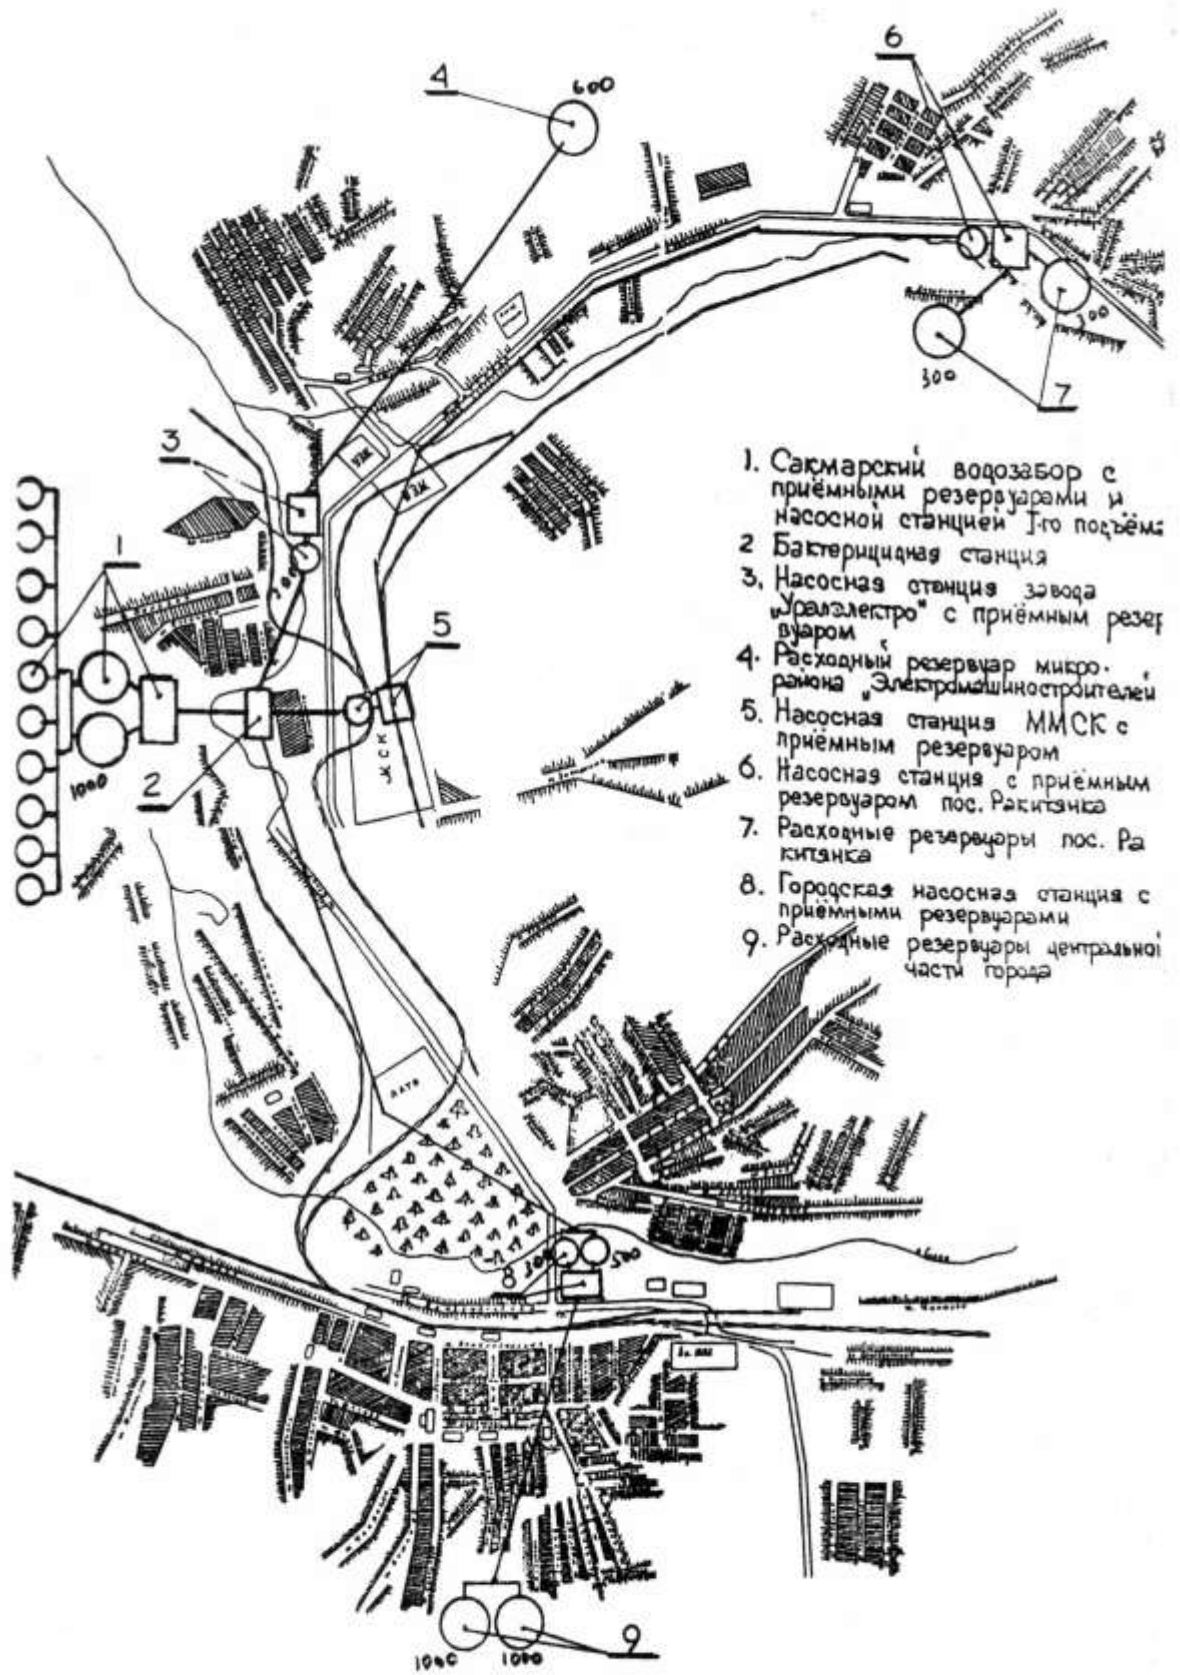 4
600
6
300
300
7
3
300
1
5
2
1000
МСК
1. Сакмарский водозабор с
приёмными резервуарами и
насосной станцией I-го подъёма
2 Бактерицидная станция
3. Насосная станция завода
„Уралэлектро" с приёмным резер
вуаром
4. Расходный резервуар микро-
района „Электромашиностроителей
5. Насосная станция ММСК с
приёмным резервуаром
6. Насосная станция с приёмным
резервуаром пос. Ракитянка
7. Расходные резервуары пос. Ра
китянка
8. Городская насосная станция с
приёмными резервуарами
9. Расходные резервуары центральной
части города
8
300
500
1000
1000
9